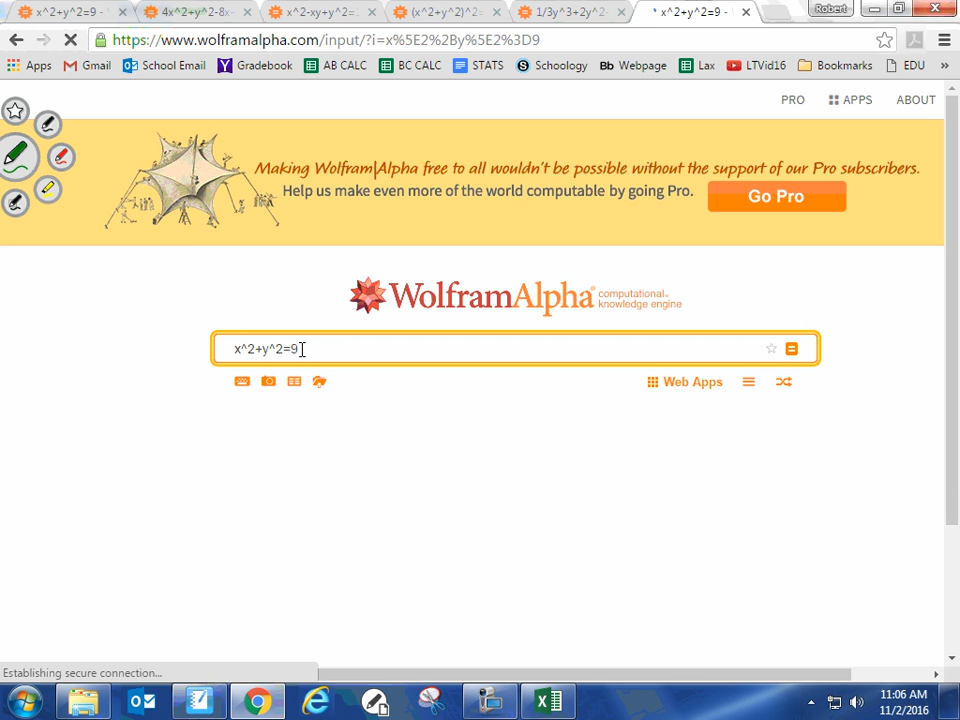 x^2+y^2=9 -
4x^2+y^2-8x-
x^2-xy+y^2=
(x^2+y^2)^2=
1/3y^3+2y^2-
x^2+y^2=9 -
Robert
https://www.wolframalpha.com/input/?i=x%5E2%2By%5E2%3D9
Apps
Gmail
School Email
Gradebook
AB CALC
BC CALC
STATS
Schoology
Bb Webpage
Lax
LTVid16
Bookmarks
EDU
»
PRO
APPS
ABOUT
Making Wolfram|Alpha free to all wouldn't be possible without the support of our Pro subscribers.
Help us make even more of the world computable by going Pro.
Go Pro
WolframAlpha
computational
knowledge engine
x^2+y^2=9
Web Apps
Establishing secure connection...
11:06 AM
11/2/2016